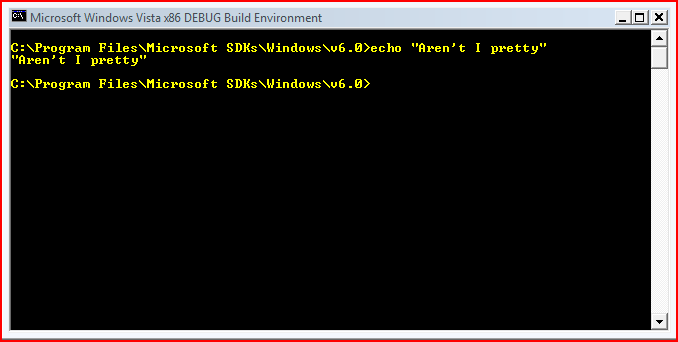 Microsoft Windows Vista x86 DEBUG Build Environment
C:\Program Files\Microsoft SDKs\Windows\v6.0>echo "Aren't I pretty"
"Aren't I pretty"
C:\Program Files\Microsoft SDKs\Windows\v6.0>